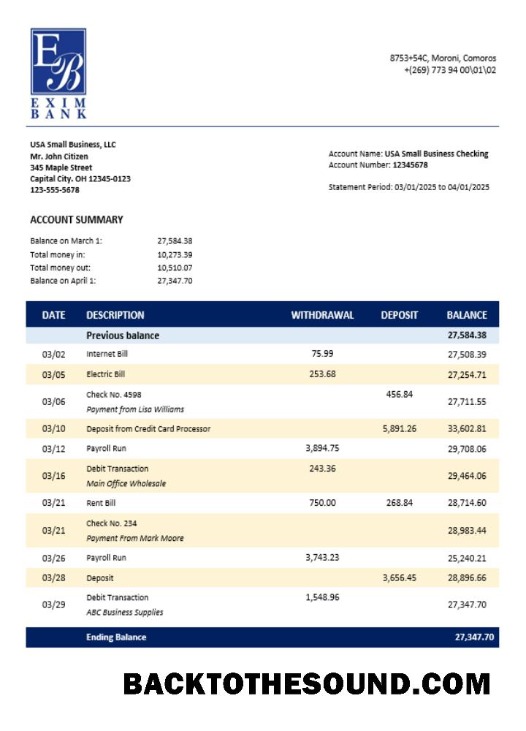 EB
EXIM
BANK
8753+54C, Moroni, Comoros
+(269) 773 94 00\01\02
USA Small Business, LLC
Mr. John Citizen
345 Maple Street
Capital City. OH 12345-0123
123-555-5678
Account Name: USA Small Business Checking
Account Number: 12345678
Statement Period: 03/01/2025 to 04/01/2025
ACCOUNT SUMMARY
Balance on March 1: 27,584.38
Total money in: 10,273.39
Total money out: 10,510.07
Balance on April 1: 27,347.70
DATE DESCRIPTION WITHDRAWAL DEPOSIT BALANCE
Previous balance 27,584.38
03/02 Internet Bill 75.99 27,508.39
03/05 Electric Bill 253.68 27,254.71
03/06 Check No. 4598 456.84 27,711.55
Payment from Lisa Williams
03/10 Deposit from Credit Card Processor 5,891.26 33,602.81
03/12 Payroll Run 3,894.75 29,708.06
03/16 Debit Transaction 243.36 29,464.06
Main Office Wholesale
03/21 Rent Bill 750.00 268.84 28,714.60
03/21 Check No. 234 28,983.44
Payment From Mark Moore
03/26 Payroll Run 3,743.23 25,240.21
03/28 Deposit 3,656.45 28,896.66
03/29 Debit Transaction 1,548.96 27,347.70
ABC Business Supplies
Ending Balance 27,347.70
BACKTOTHESOUND.COM